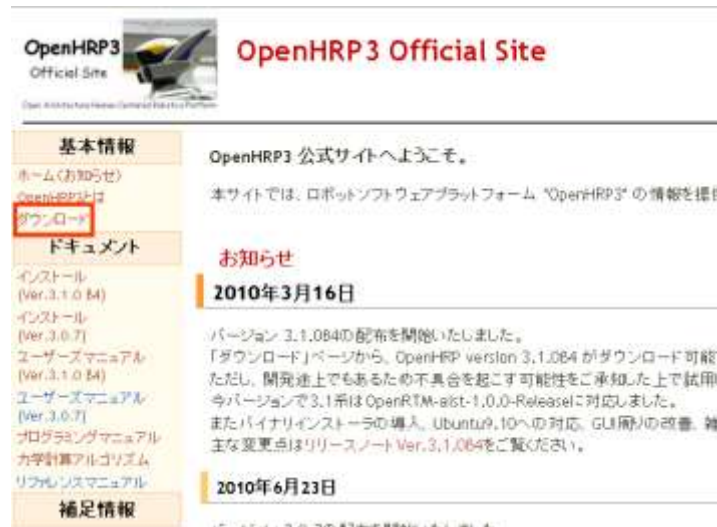 OpenHRP3
Official Site
OpenHRP3 Official Site
基本情報
ホーム(お知らせ)
OpenHRP3とは
ダウンロード
ドキュメント
インストール
(Ver.3.1.0 β4)
インストール
(Ver.3.0.7)
ユーザーズマニュアル
(Ver.3.1.0 β4)
ユーザーズマニュアル
(Ver.3.0.7)
プログラミングマニュアル
力学計算アルゴリズム
リファレンスマニュアル
補足情報
OpenHRP3 公式サイトへようこそ。
本サイトでは、ロボットソフトウェアプラットフォーム "OpenHRP3" の情報を提
お知らせ
2010年3月16日
バージョン 3.1.0β4の配布を開始いたしました。
「ダウンロード」ページから、OpenHRP version 3.1.0β4 がダウンロード可能
ただし、開発途上でもあるため不具合を起こす可能性をご承知した上で試用
今バージョンで3.1系は OpenRTM-aist-1.0.0-Releaseに対応しました。
またバイナリインストーラの導入、Ubuntu9.10への対応、GUI周りの改善、雑
主な変更点はリリースノートVer.3.1.0β4をご覧ください。
2010年6月23日